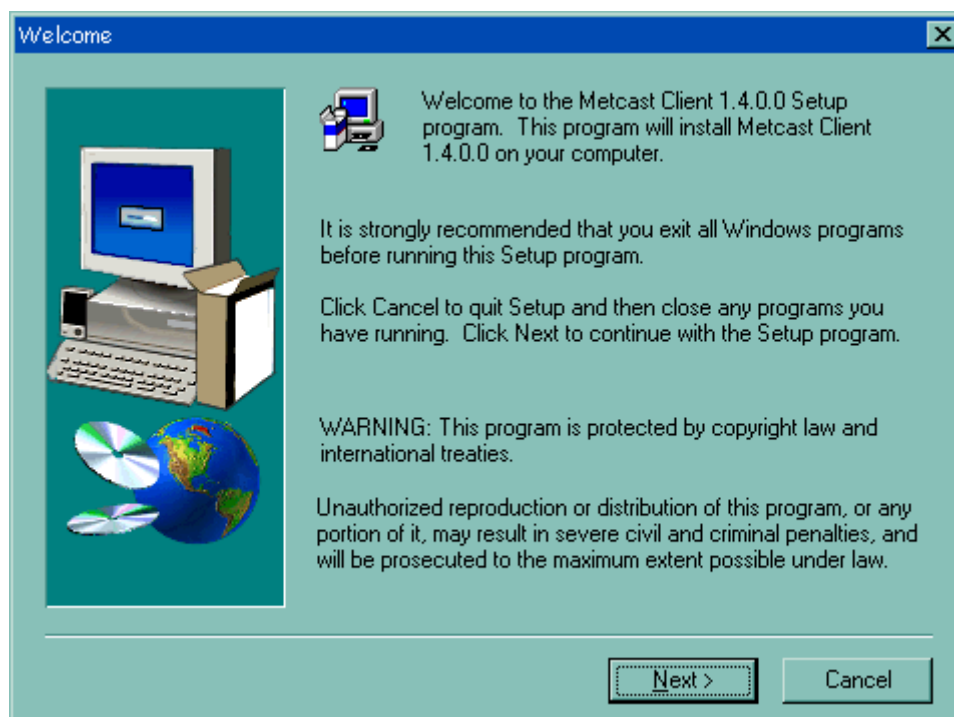 Welcome
Welcome to the Metcast Client 1.4.0.0 Setup
program.  This program will install Metcast Client
1.4.0.0 on your computer.
It is strongly recommended that you exit all Windows programs
before running this Setup program.
Click Cancel to quit Setup and then close any programs you
have running.  Click Next to continue with the Setup program.
WARNING: This program is protected by copyright law and
international treaties.
Unauthorized reproduction or distribution of this program, or any
portion of it, may result in severe civil and criminal penalties, and
will be prosecuted to the maximum extent possible under law.
Next >
Cancel